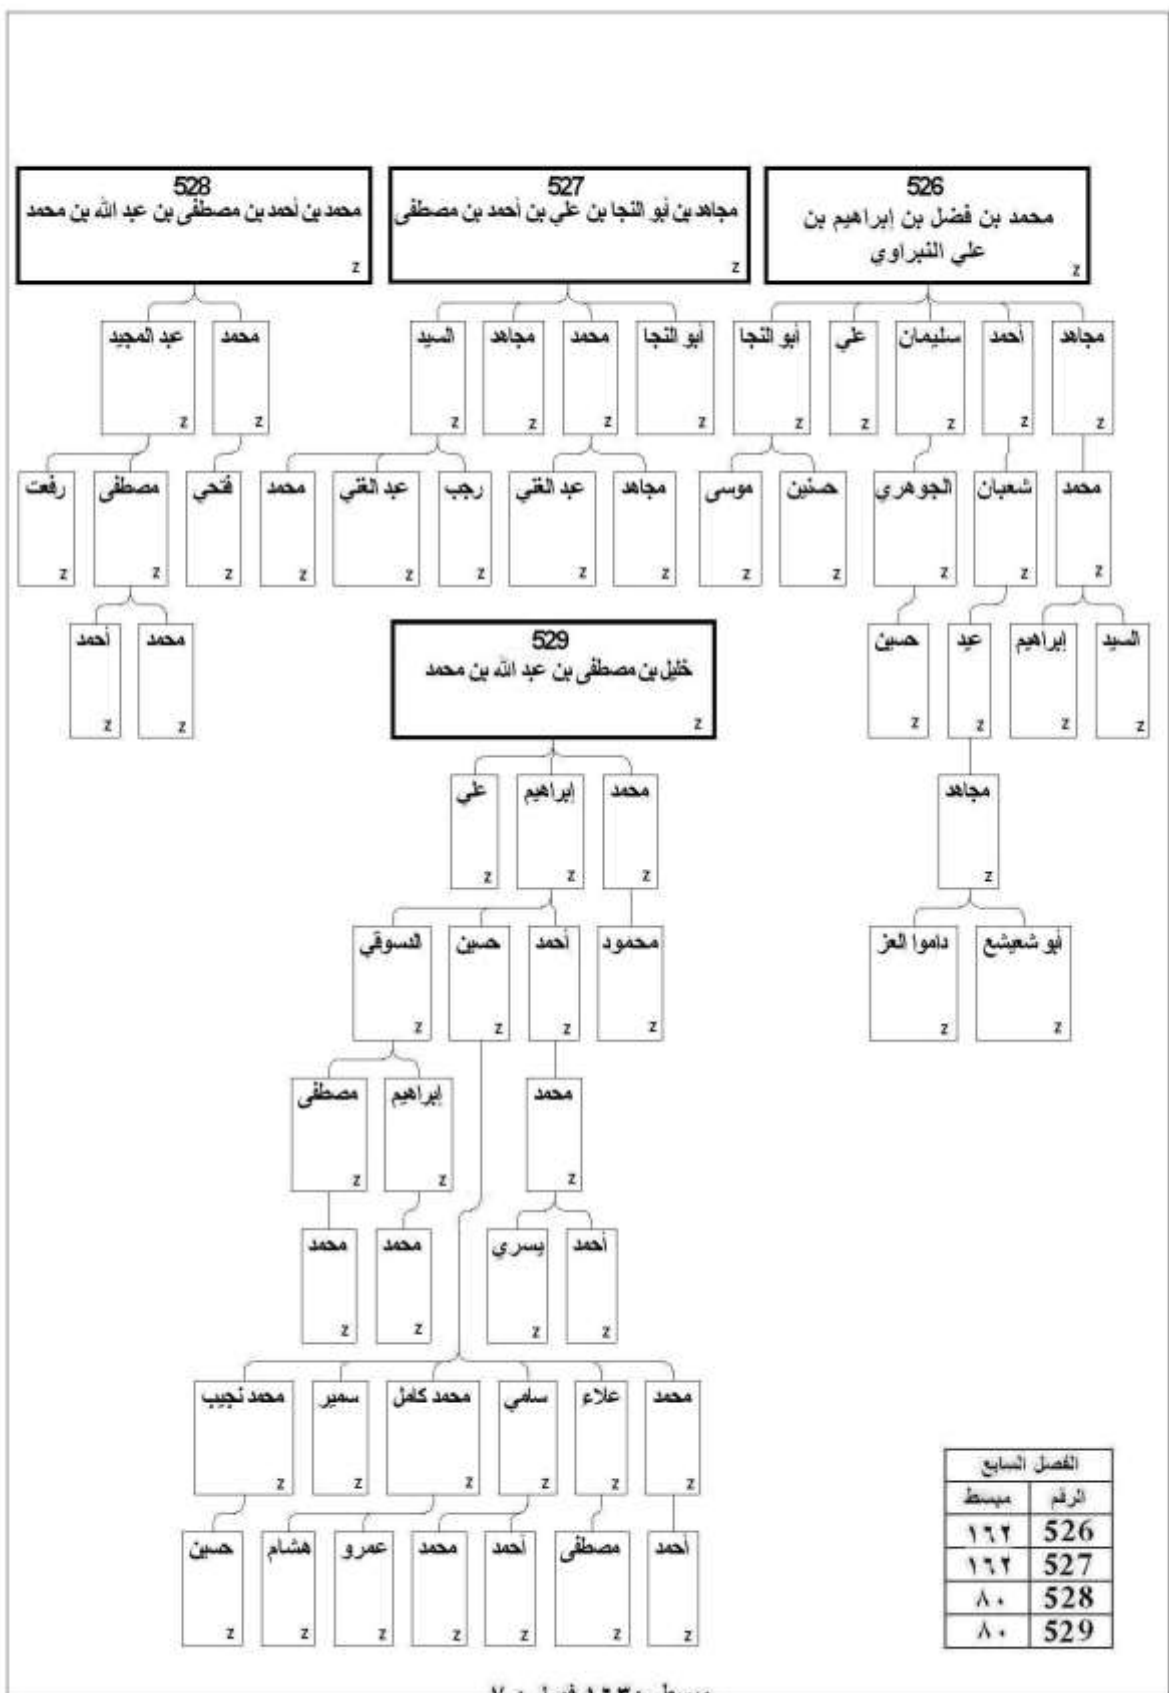 526
محمد بن فضل بن إبراهيم بن
علي النبراوي
z
527
مجاهد بن أبو النجا بن علي بن أحمد بن مصطفى
z
528
محمد بن أحمد بن مصطفى بن عبد الله بن محمد
z
مجاهد
z
أحمد
z
سليمان
z
علي
z
أبو النجا
z
أبو النجا
z
محمد
z
مجاهد
z
السيد
z
محمد
z
عبد المجيد
z
محمد
z
شعبان
z
الجوهري
z
حسنين
z
موسى
z
مجاهد
z
عبد الغني
z
رجب
z
عبد الغني
z
محمد
z
فتحي
z
مصطفى
z
رفعت
z
السيد
z
إبراهيم
z
عيد
z
حسين
z
محمد
z
أحمد
z
529
خليل بن مصطفى بن عبد الله بن محمد
z
مجاهد
z
محمد
z
إبراهيم
z
علي
z
أبو شعيشع
z
داموا العز
z
محمود
z
أحمد
z
حسين
z
الدسوقي
z
محمد
z
إبراهيم
z
مصطفى
z
أحمد
z
يسري
z
محمد
z
محمد
z
محمد
z
علاء
z
سامي
z
محمد كامل
z
سمير
z
محمد نجيب
z
أحمد
z
مصطفى
z
أحمد
z
محمد
z
عمرو
z
هشام
z
حسين
z
الفصل السابع
الرقم مبسط
526 ١٦٢
527 ١٦٢
528 ٨٠
529 ٨٠